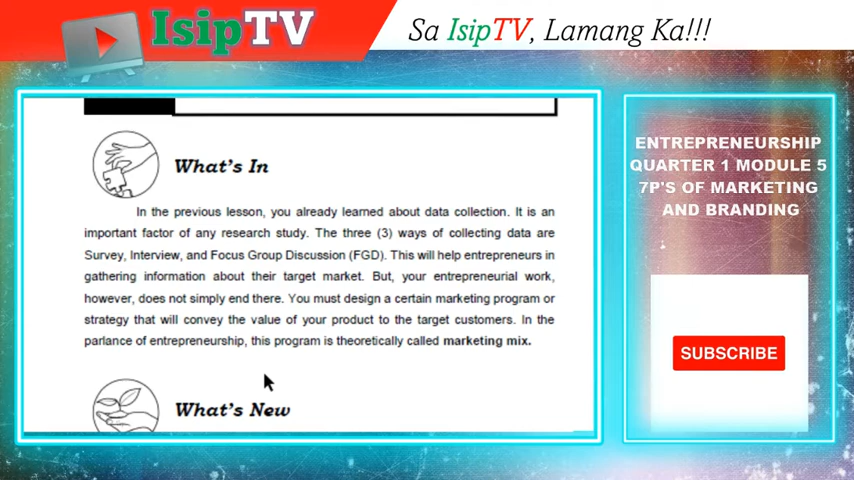 IsipTV
Sa IsipTV, Lamang Ka!!!
What's In
In the previous lesson, you already learned about data collection. It is an
important factor of any research study. The three (3) ways of collecting data are
Survey, Interview, and Focus Group Discussion (FGD). This will help entrepreneurs in
gathering information about their target market. But, your entrepreneurial work,
however, does not simply end there. You must design a certain marketing program or
strategy that will convey the value of your product to the target customers. In the
parlance of entrepreneurship, this program is theoretically called marketing mix.
What's New
ENTREPRENEURSHIP
QUARTER 1 MODULE 5
7P'S OF MARKETING
AND BRANDING
SUBSCRIBE